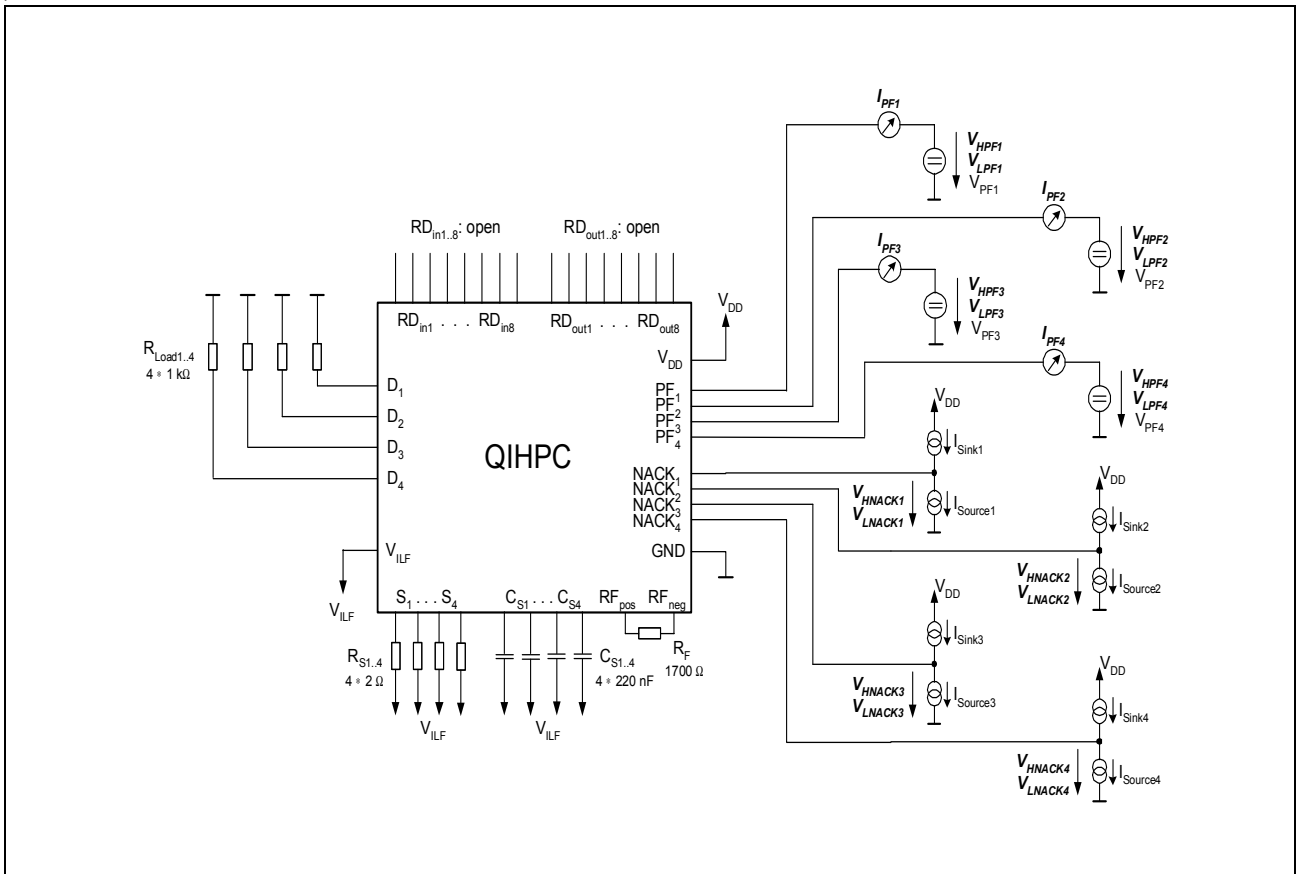 I_PF1
V_HPF1
V_LPF1
V_PF1
I_PF2
V_HPF2
V_LPF2
V_PF2
RD_in1..8: open
RD_out1..8: open
I_PF3
V_HPF3
V_LPF3
V_PF3
V_DD
RD_in1 . . . RD_in8
RD_out1 . . . RD_out8
R_Load1..4
4 * 1 kΩ
V_DD
I_PF4
V_HPF4
V_LPF4
V_PF4
D_1
D_2
D_3
D_4
PF_1
PF_2
PF_3
PF_4
QIHPC
V_DD
I_Sink1
NACK_1
NACK_2
NACK_3
NACK_4
V_HNACK1
V_LNACK1
I_Source1
V_DD
I_Sink2
V_ILF
GND
V_HNACK2
V_LNACK2
I_Source2
V_ILF
S_1 . . . S_4
C_S1 . . . C_S4
RF_pos
RF_neg
V_DD
I_Sink3
R_S1..4
4 * 2 Ω
C_S1..4
4 * 220 nF
R_F
1700 Ω
V_ILF
V_ILF
V_HNACK3
V_LNACK3
I_Source3
V_DD
I_Sink4
V_HNACK4
V_LNACK4
I_Source4